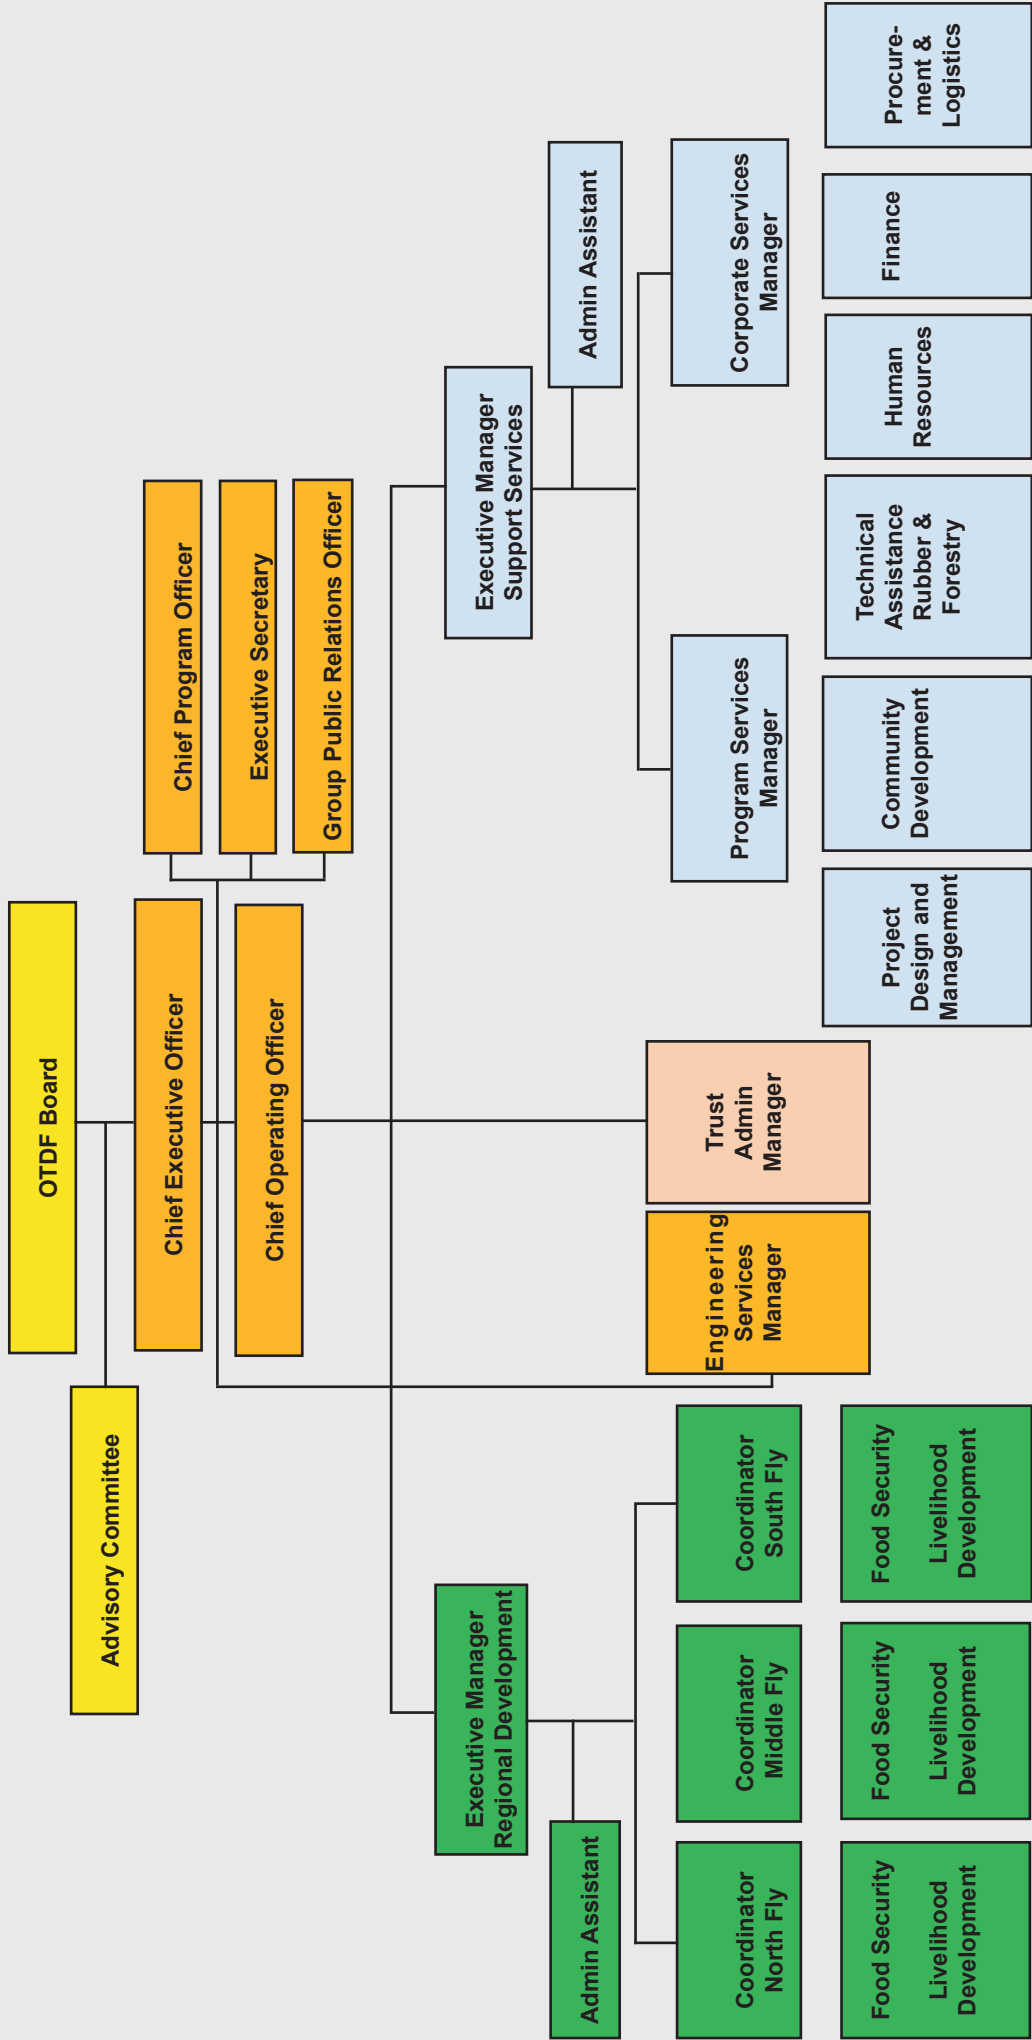 OTDF Board
Advisory Committee
Chief Executive Officer
Chief Operating Officer
Chief Program Officer
Executive Secretary
Group Public Relations Officer
Executive Manager
Regional Development
Executive Manager
Support Services
Admin Assistant
Admin Assistant
Coordinator
North Fly
Coordinator
Middle Fly
Coordinator
South Fly
Engineering
Services
Manager
Trust
Admin
Manager
Program Services
Manager
Corporate Services
Manager
Food Security
Livelihood
Development
Food Security
Livelihood
Development
Food Security
Livelihood
Development
Project
Design and
Management
Community
Development
Technical
Assistance
Rubber &
Forestry
Human
Resources
Finance
Procure-
ment &
Logistics